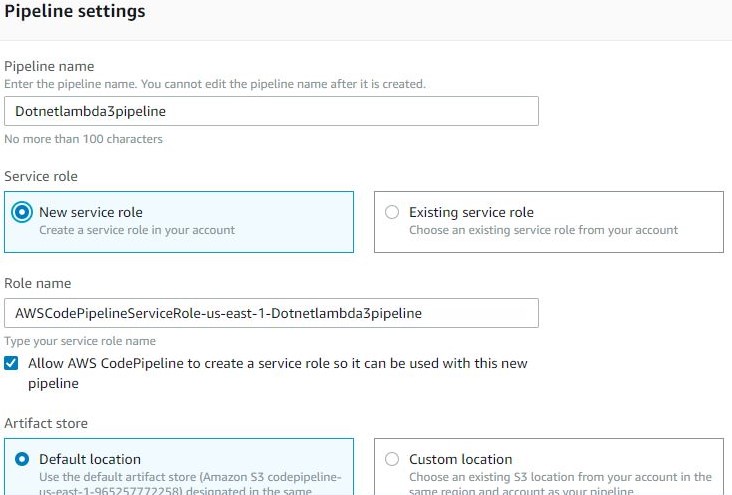 Pipeline settings
Pipeline name
Enter the pipeline name. You cannot edit the pipeline name after it is created.
Dotnetlambda3pipeline
No more than 100 characters
Service role
New service role
Create a service role in your account
Existing service role
Choose an existing service role from your account
Role name
AWSCodePipelineServiceRole-us-east-1-Dotnetlambda3pipeline
Type your service role name
Allow AWS CodePipeline to create a service role so it can be used with this new
pipeline
Artifact store
Default location
Use the default artifact store (Amazon S3 codepipeline-
us-east-1-965257772258) designated in the same
Custom location
Choose an existing S3 location from your account in the
same region and account as your pipeline